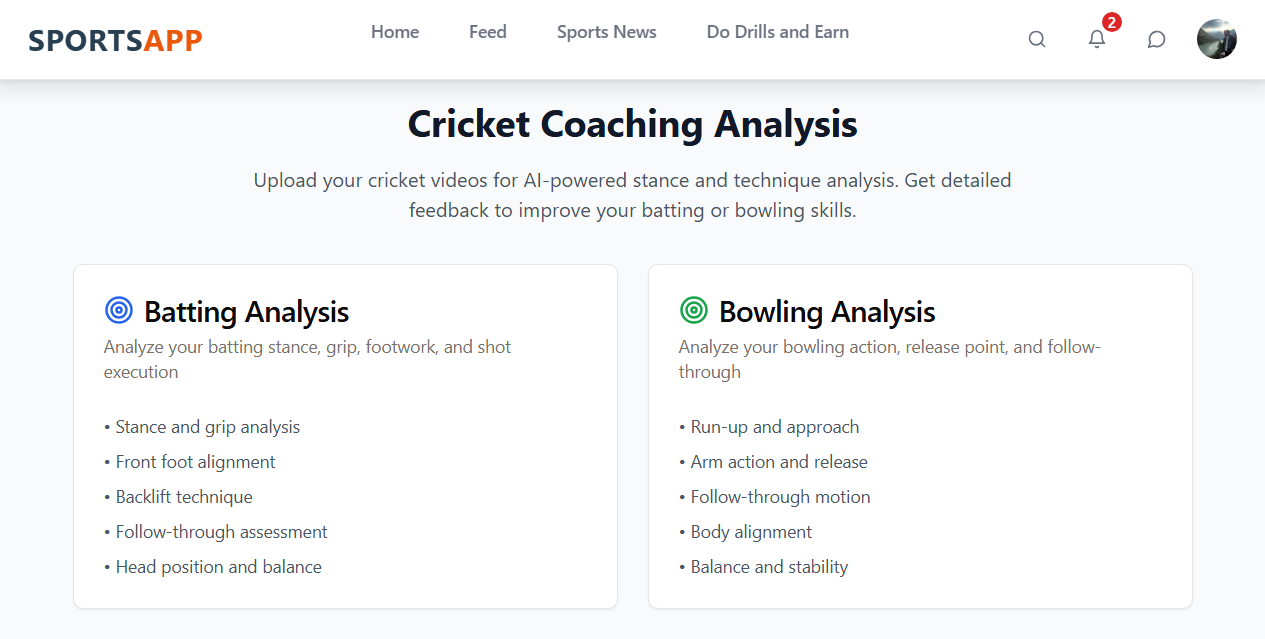 SPORTSAPP
Home
Feed
Sports News
Do Drills and Earn
2
Cricket Coaching Analysis
Upload your cricket videos for AI-powered stance and technique analysis. Get detailed
feedback to improve your batting or bowling skills.
Batting Analysis
Analyze your batting stance, grip, footwork, and shot
execution
• Stance and grip analysis
• Front foot alignment
• Backlift technique
• Follow-through assessment
• Head position and balance
Bowling Analysis
Analyze your bowling action, release point, and follow-
through
• Run-up and approach
• Arm action and release
• Follow-through motion
• Body alignment
• Balance and stability